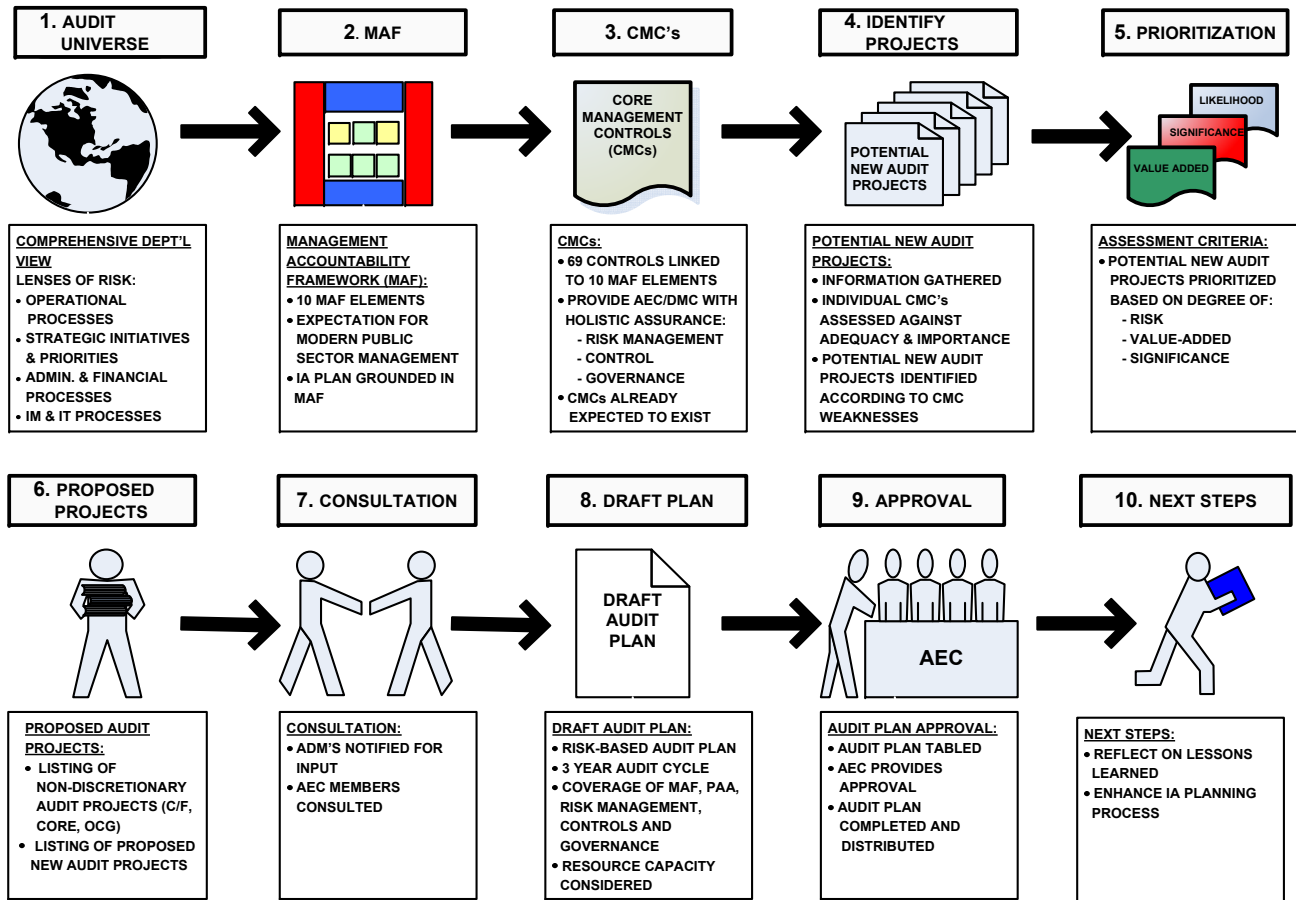 1. AUDIT
UNIVERSE
2. MAF
3. CMC's
4. IDENTIFY
PROJECTS
5. PRIORITIZATION
CORE
MANAGEMENT
CONTROLS
(CMCs)
POTENTIAL
NEW AUDIT
PROJECTS
LIKELIHOOD
SIGNIFICANCE
VALUE ADDED
COMPREHENSIVE DEPT'L
VIEW
LENSES OF RISK:
• OPERATIONAL
PROCESSES
• STRATEGIC INITIATIVES
& PRIORITIES
• ADMIN. & FINANCIAL
PROCESSES
• IM & IT PROCESSES
MANAGEMENT
ACCOUNTABILITY
FRAMEWORK (MAF):
• 10 MAF ELEMENTS
• EXPECTATION FOR
MODERN PUBLIC
SECTOR MANAGEMENT
• IA PLAN GROUNDED IN
MAF
CMCs:
• 69 CONTROLS LINKED
TO 10 MAF ELEMENTS
• PROVIDE AEC/DMC WITH
HOLISTIC ASSURANCE:
- RISK MANAGEMENT
- CONTROL
- GOVERNANCE
• CMCs ALREADY
EXPECTED TO EXIST
POTENTIAL NEW AUDIT
PROJECTS:
• INFORMATION GATHERED
• INDIVIDUAL CMC's
ASSESSED AGAINST
ADEQUACY & IMPORTANCE
• POTENTIAL NEW AUDIT
PROJECTS IDENTIFIED
ACCORDING TO CMC
WEAKNESSES
ASSESSMENT CRITERIA:
• POTENTIAL NEW AUDIT
PROJECTS PRIORITIZED
BASED ON DEGREE OF:
- RISK
- VALUE-ADDED
- SIGNIFICANCE
6. PROPOSED
PROJECTS
7. CONSULTATION
8. DRAFT PLAN
9. APPROVAL
10. NEXT STEPS
DRAFT
AUDIT
PLAN
AEC
PROPOSED AUDIT
PROJECTS:
• LISTING OF
NON-DISCRETIONARY
AUDIT PROJECTS (C/F,
CORE, OCG)
• LISTING OF PROPOSED
NEW AUDIT PROJECTS
CONSULTATION:
• ADM'S NOTIFIED FOR
INPUT
• AEC MEMBERS
CONSULTED
DRAFT AUDIT PLAN:
• RISK-BASED AUDIT PLAN
• 3 YEAR AUDIT CYCLE
• COVERAGE OF MAF, PAA,
RISK MANAGEMENT,
CONTROLS AND
GOVERNANCE
• RESOURCE CAPACITY
CONSIDERED
AUDIT PLAN APPROVAL:
• AUDIT PLAN TABLED
• AEC PROVIDES
APPROVAL
• AUDIT PLAN
COMPLETED AND
DISTRIBUTED
NEXT STEPS:
• REFLECT ON LESSONS
LEARNED
• ENHANCE IA PLANNING
PROCESS